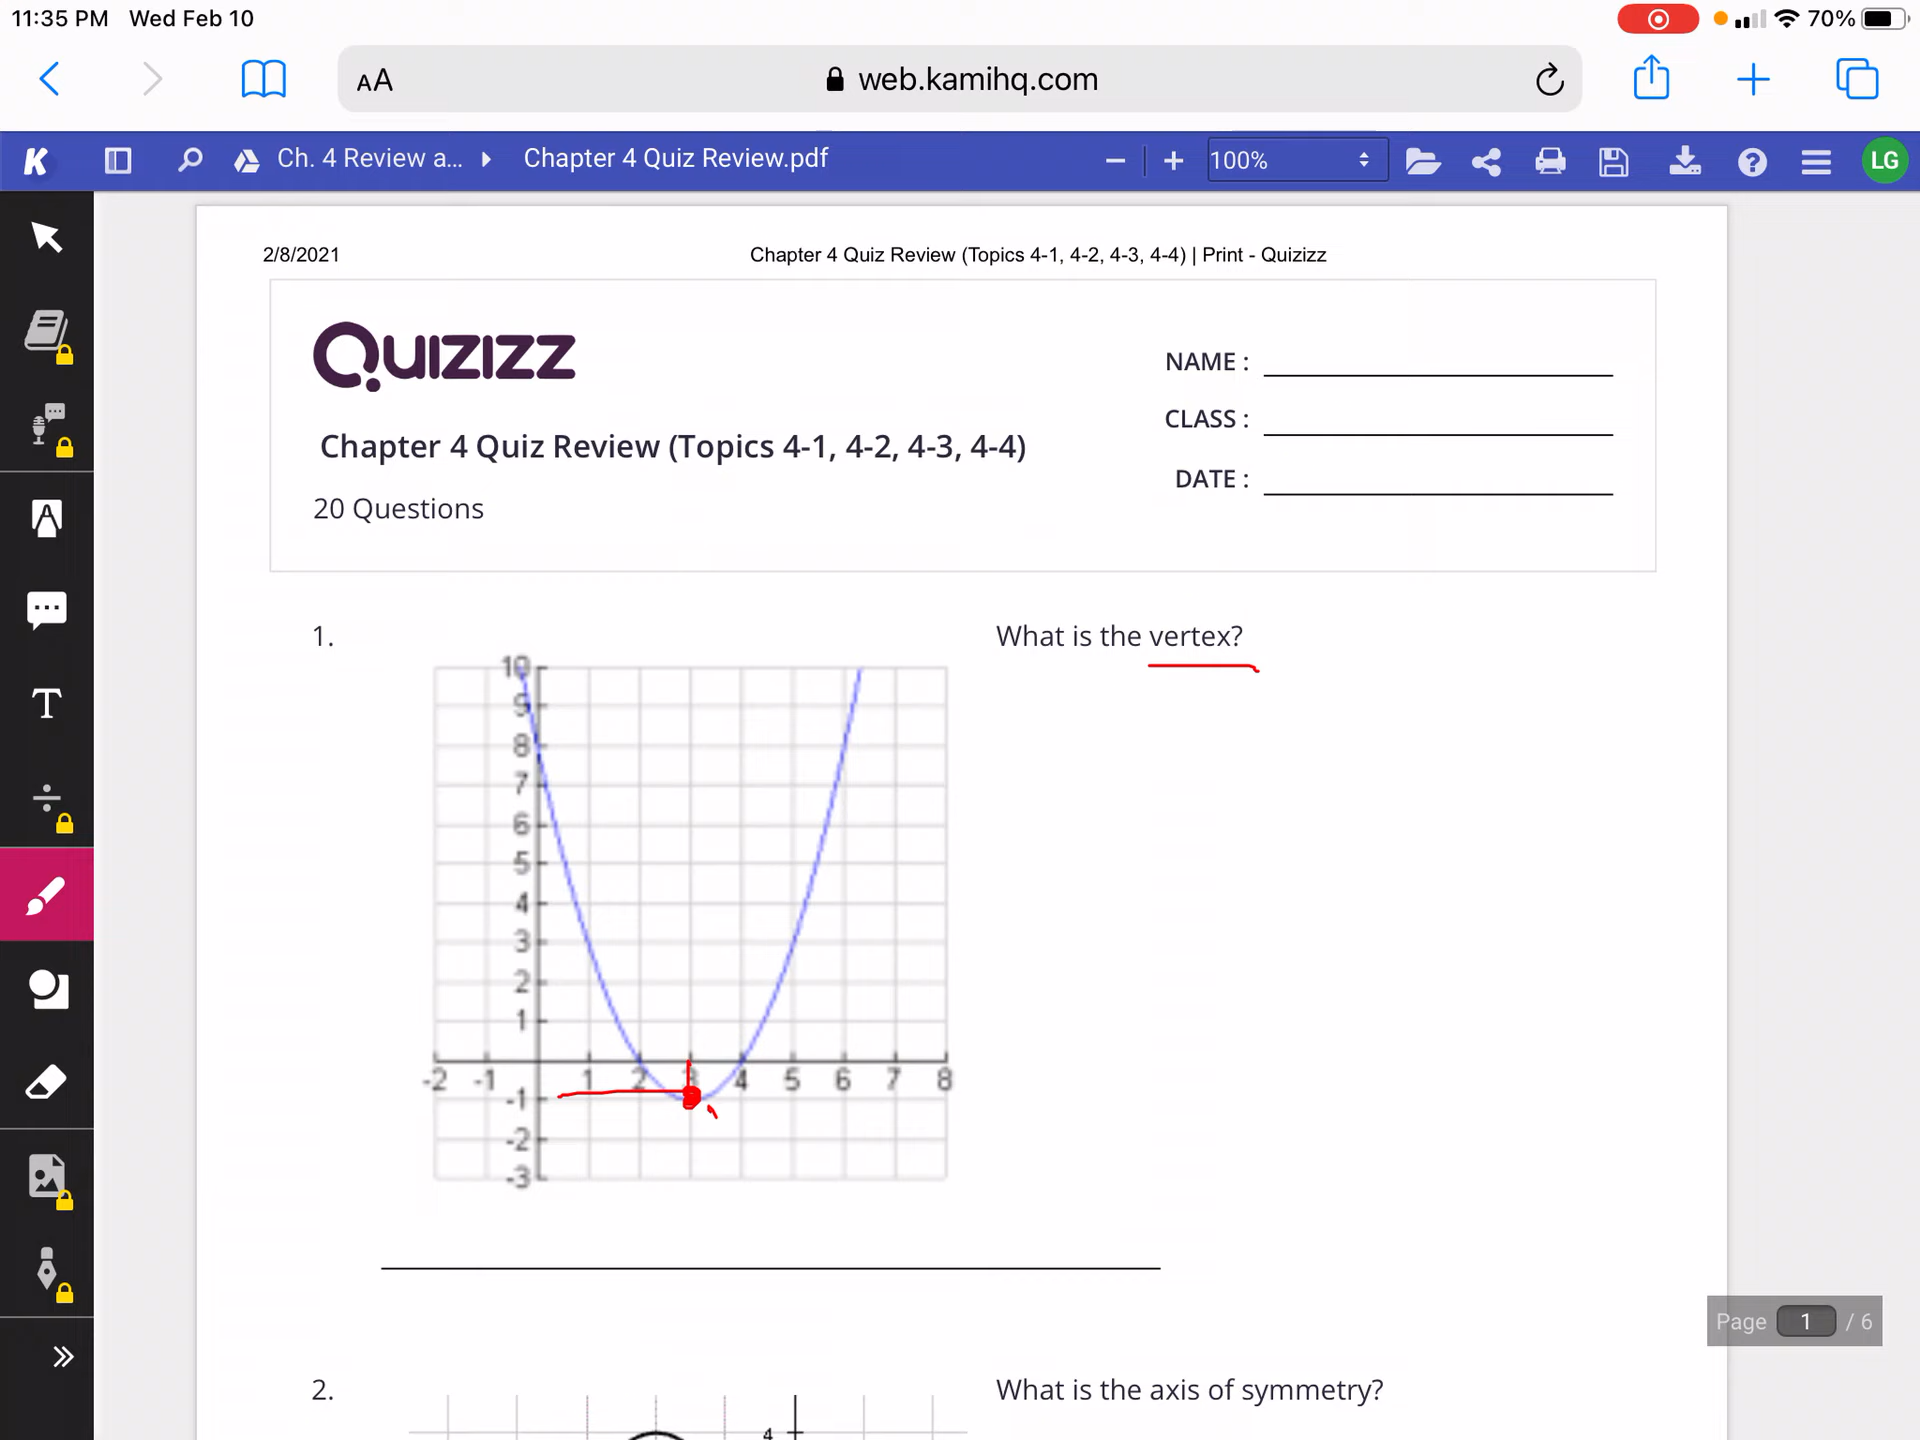 11:35 PM Wed Feb 10
70%
AA
web.kamihq.com
K
Ch. 4 Review a...
Chapter 4 Quiz Review.pdf
100%
LG
2/8/2021
Chapter 4 Quiz Review (Topics 4-1, 4-2, 4-3, 4-4) | Print - Quizizz
Quizizz
NAME :
CLASS :
DATE :
Chapter 4 Quiz Review (Topics 4-1, 4-2, 4-3, 4-4)
20 Questions
1.
What is the vertex?
10
9
8
7
6
5
4
3
2
1
-2 -1 1 2 3 4 5 6 7 8
-1
-2
-3
Page 1 / 6
2.
What is the axis of symmetry?
4